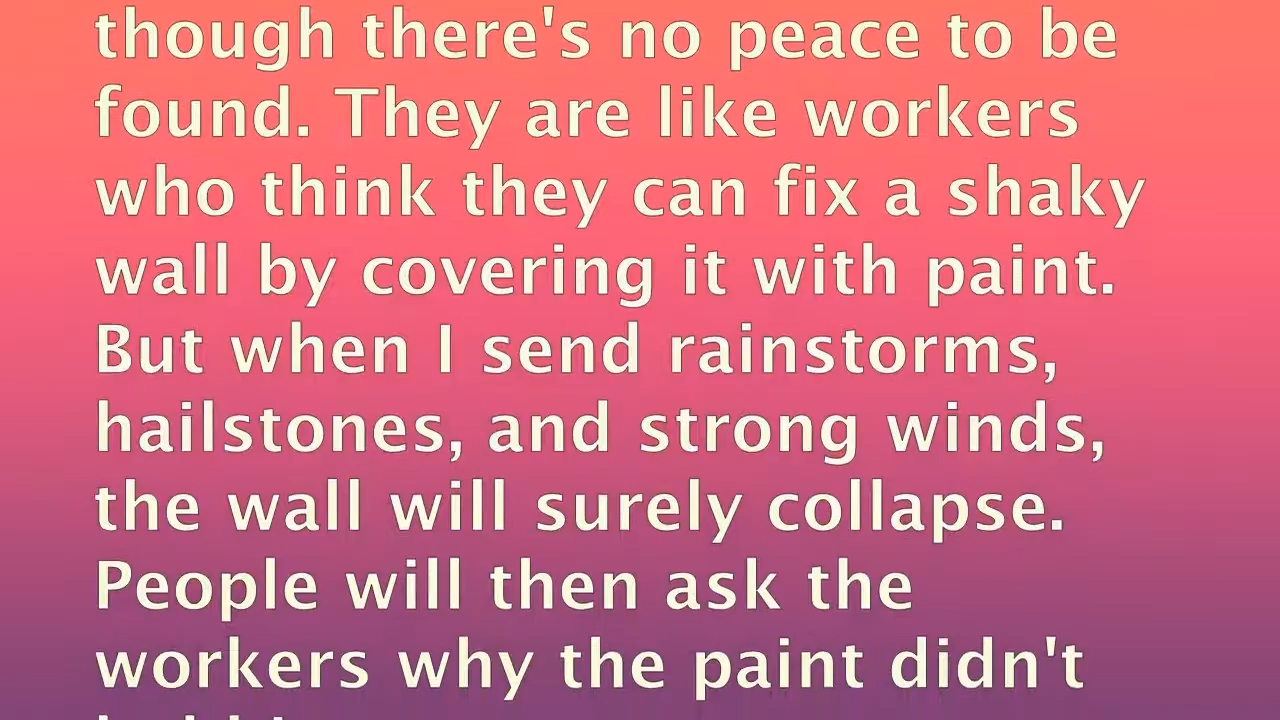 though there's no peace to be
found. They are like workers
who think they can fix a shaky
wall by covering it with paint.
But when I send rainstorms,
hailstones, and strong winds,
the wall will surely collapse.
People will then ask the
workers why the paint didn't